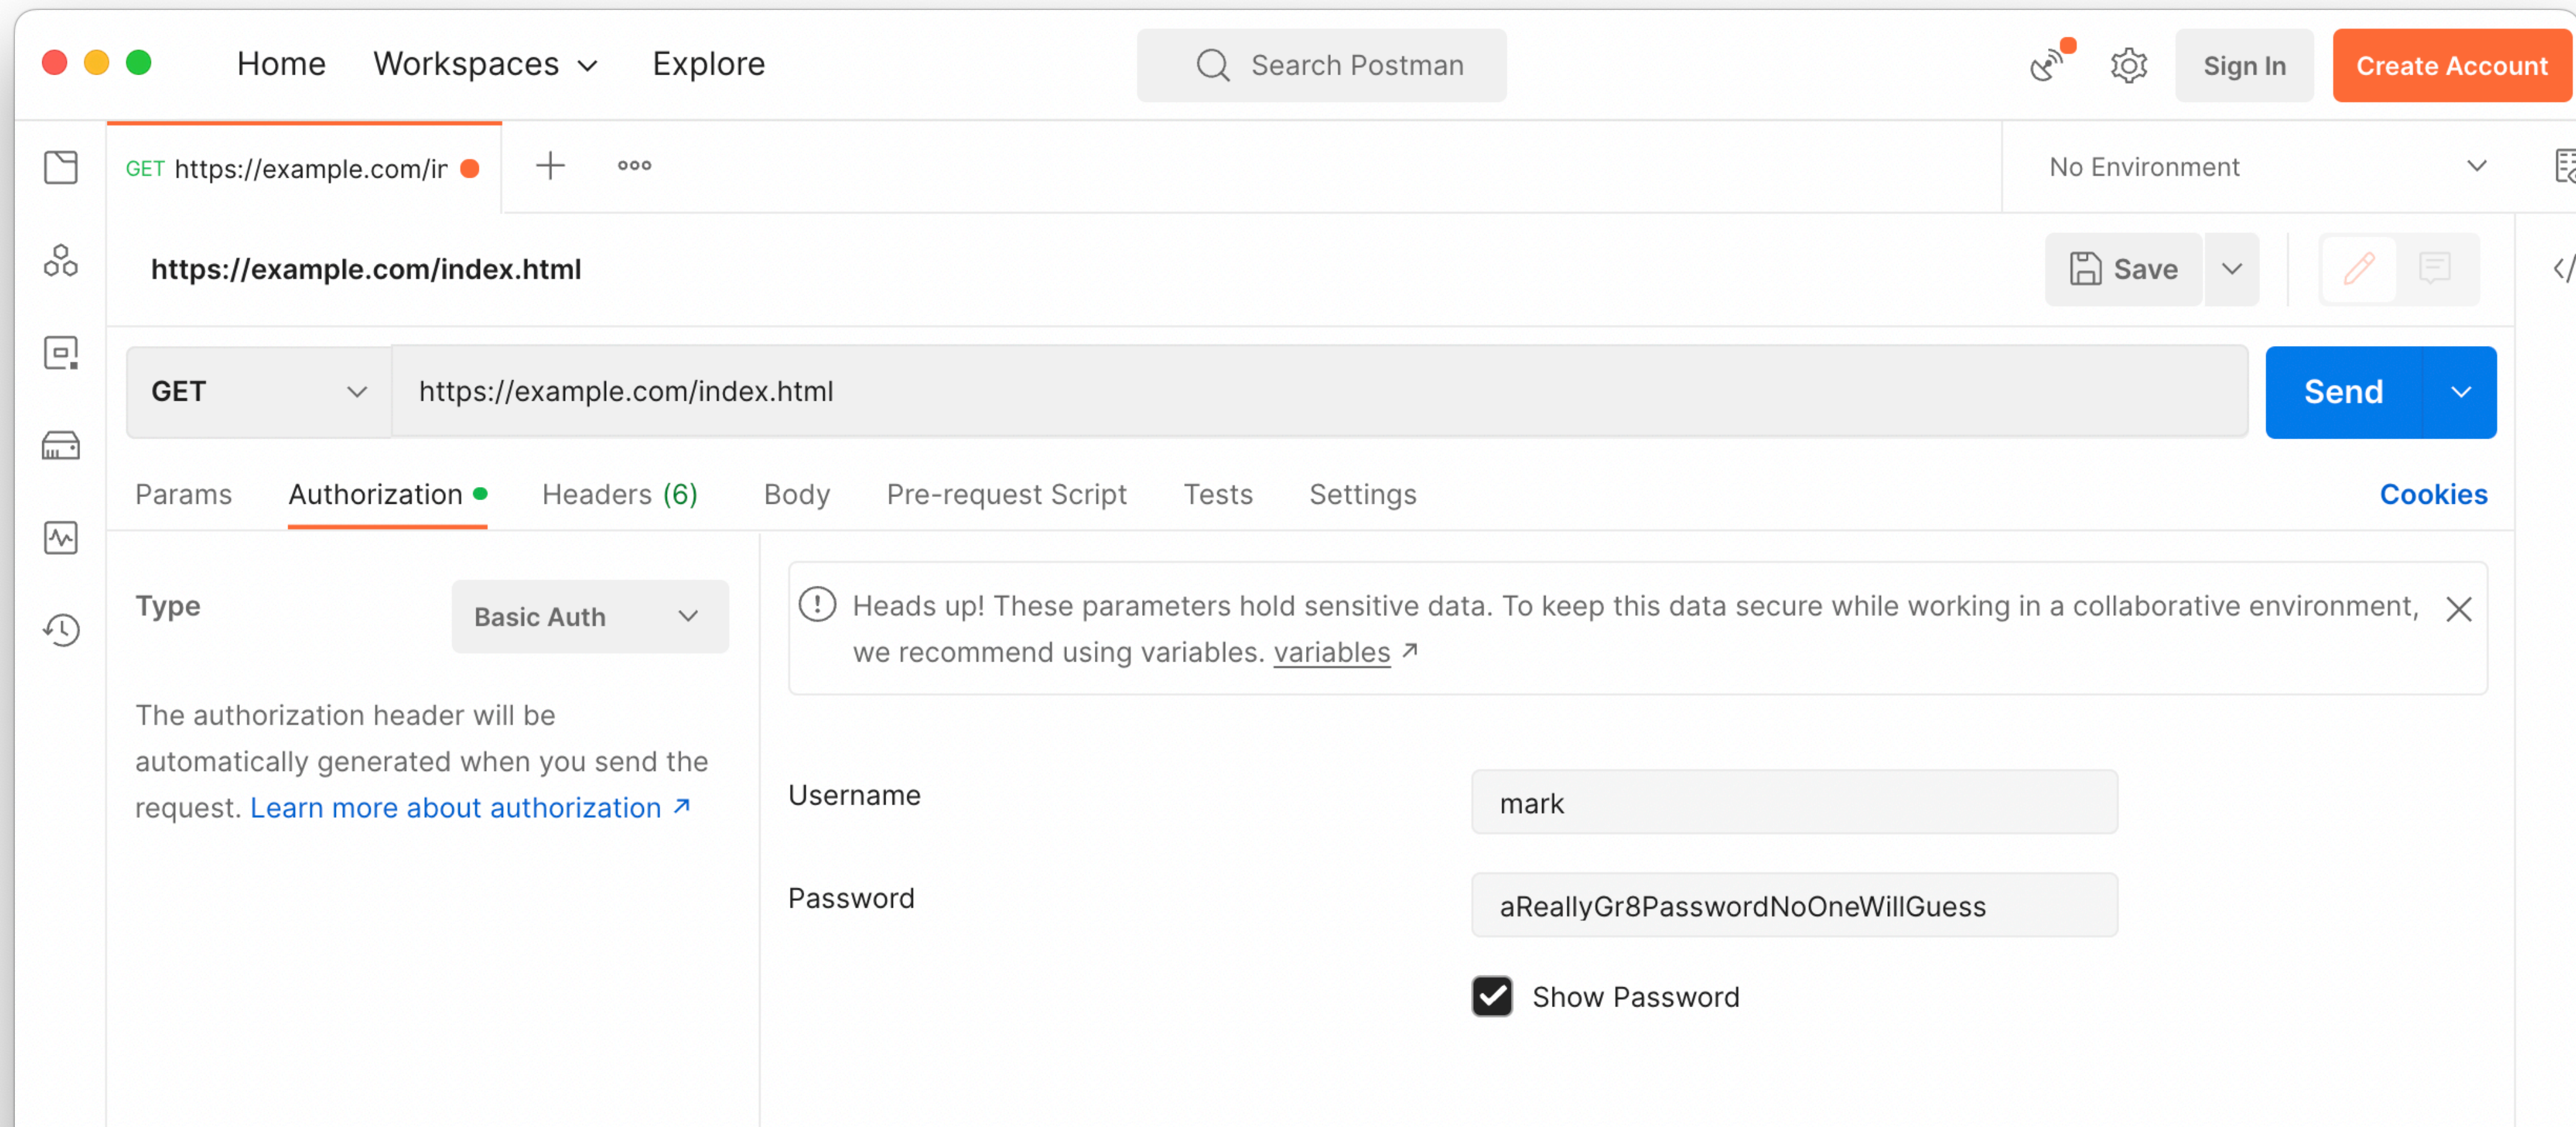 Home Workspaces Explore Search Postman Sign In Create Account
GET https://example.com/in No Environment
https://example.com/index.html Save
GET https://example.com/index.html Send
Params Authorization Headers (6) Body Pre-request Script Tests Settings Cookies
Type Basic Auth
The authorization header will be
automatically generated when you send the
request. Learn more about authorization ↗
Heads up! These parameters hold sensitive data. To keep this data secure while working in a collaborative environment,
we recommend using variables. variables ↗
Username mark
Password aReallyGr8PasswordNoOneWillGuess
Show Password